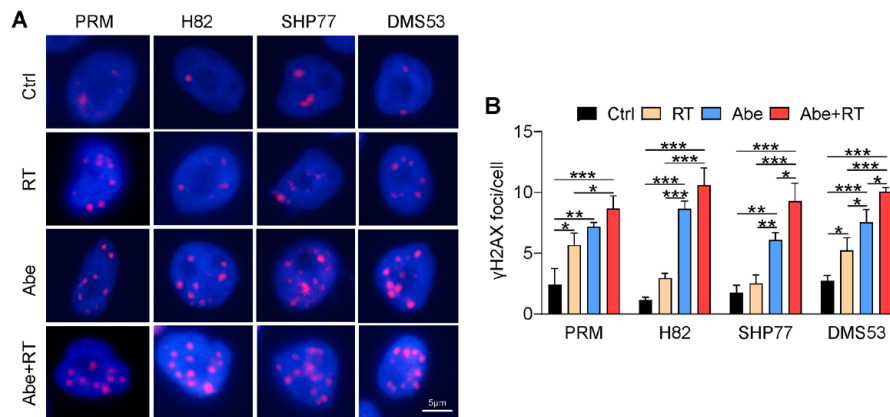 A
PRM H82 SHP77 DMS53
Ctrl
RT
Abe
Abe+RT
5μm
B
Ctrl RT Abe Abe+RT
γH2AX foci/cell
15
10
5
0
*** *** *** ***
*** *** ***
* * *
*** ** ***
** *** ** *
* *
PRM H82 SHP77 DMS53